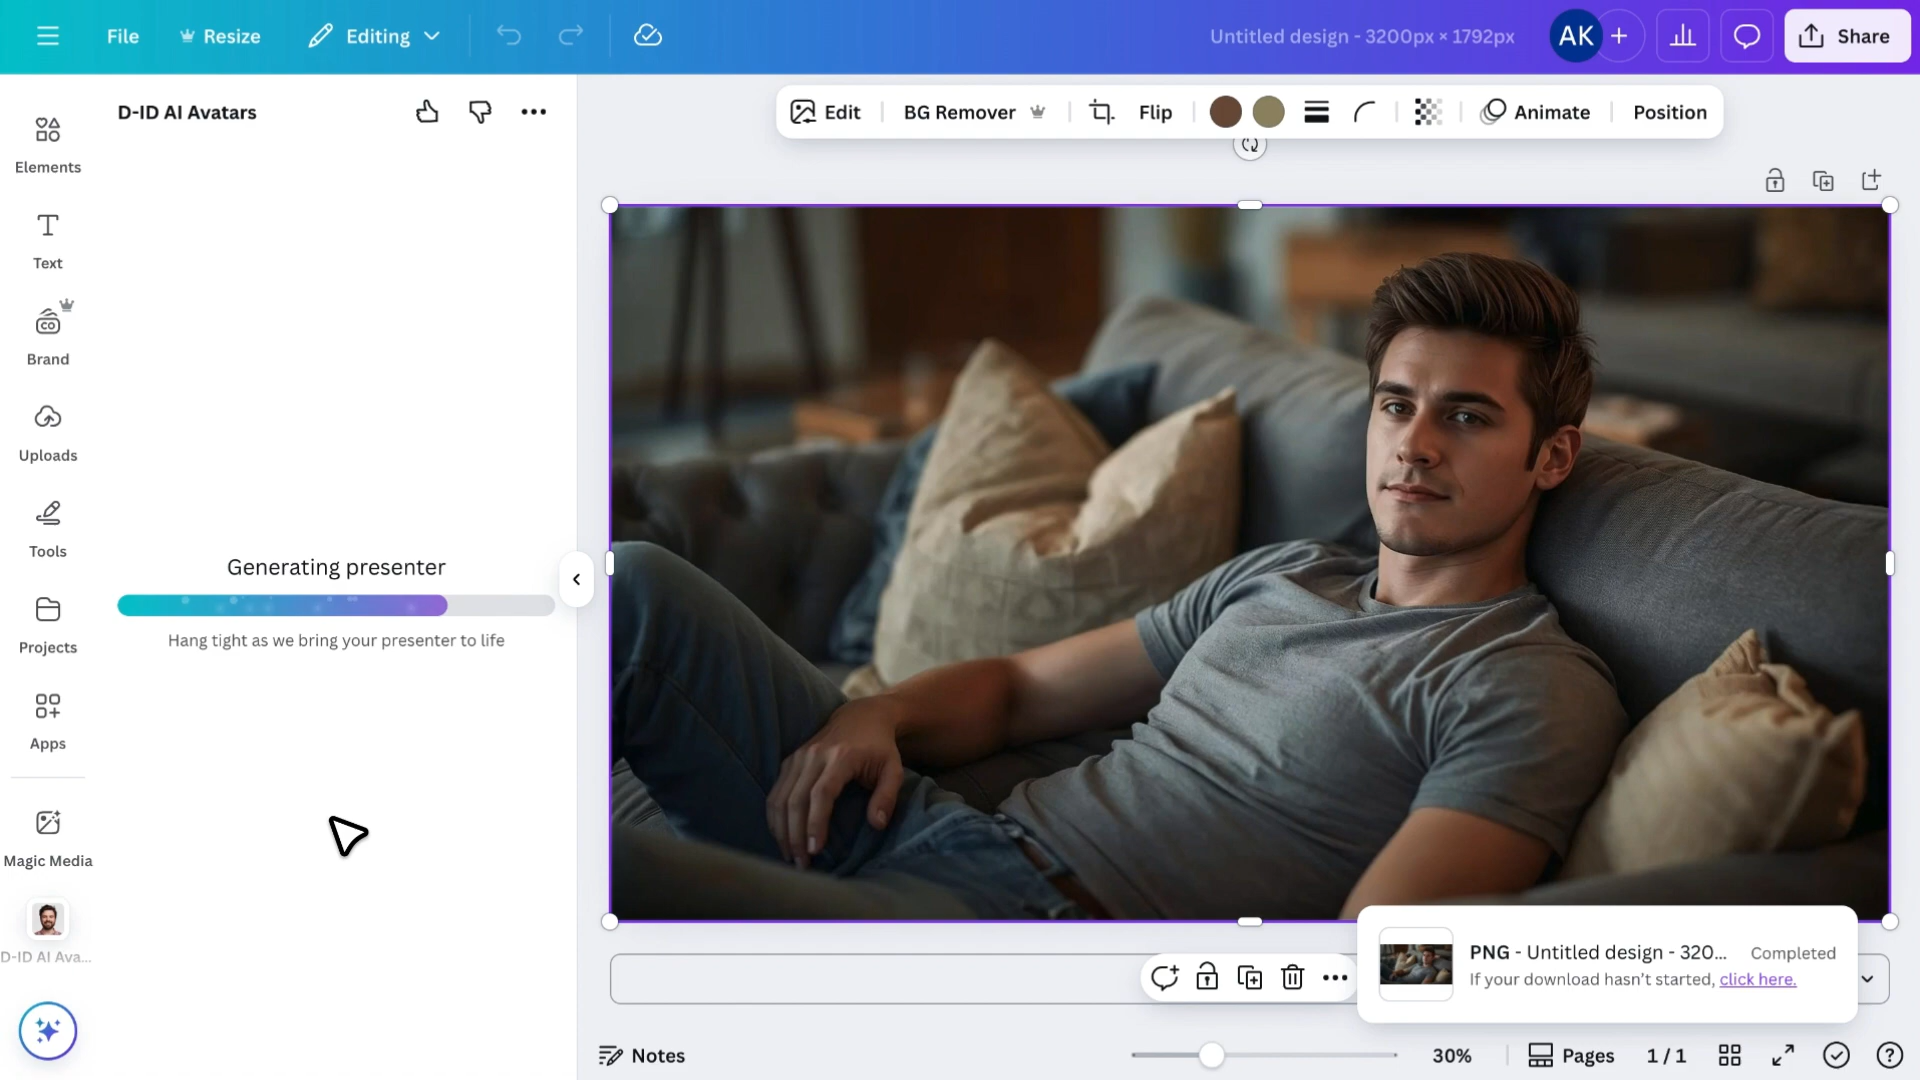 File
Resize
Editing
Untitled design - 3200px × 1792px
AK
Share
D-ID AI Avatars
Edit
BG Remover
Flip
Animate
Position
Elements
Text
CO
Brand
Uploads
Tools
Projects
Apps
Magic Media
D-ID AI Ava...
Generating presenter
Hang tight as we bring your presenter to life
PNG - Untitled design - 320... Completed
If your download hasn't started, click here.
Notes
30%
Pages
1 / 1